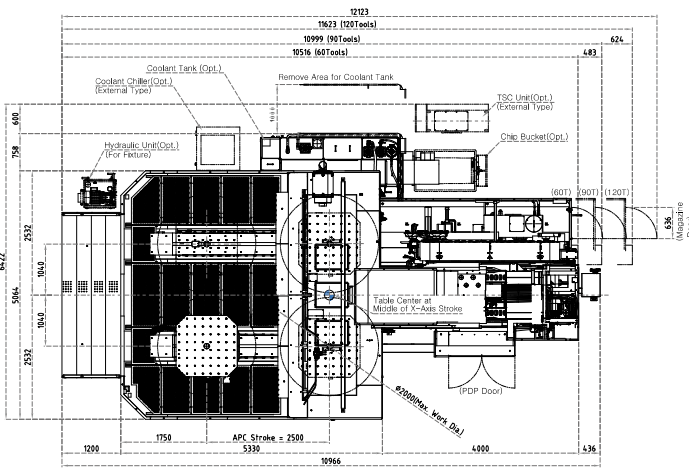 12123
11623 (120Tools)
10999 (90Tools)
624
10516 (60Tools)
483
Coolant Tank (Opt.)
Coolant Chiller(Opt.)
(External Type)
Remove Area for Coolant Tank
TSC Unit(Opt.)
(External Type)
Chip Bucket(Opt.)
Hydraulic Unit(Opt.)
(For Fixture)
600
758
(60T)
(90T)
(120T)
636
(Magazine
2532
1040
6422
5064
1040
2532
Table Center at
Middle of X-Axis Stroke
ø2000(Max. Work Dia.)
(PDP Door)
1750
APC Stroke = 2500
1200
5330
4000
436
10966